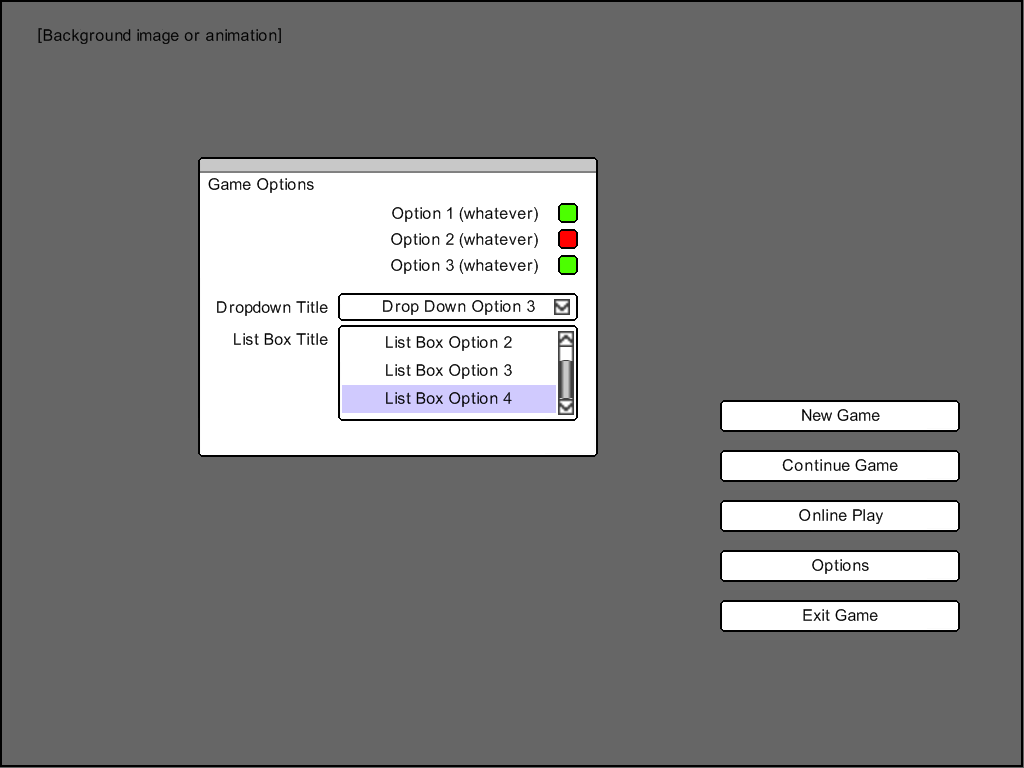 [Background image or animation]
Game Options
Option 1 (whatever)
Option 2 (whatever)
Option 3 (whatever)
Dropdown Title
Drop Down Option 3
List Box Title
List Box Option 2
List Box Option 3
List Box Option 4
New Game
Continue Game
Online Play
Options
Exit Game